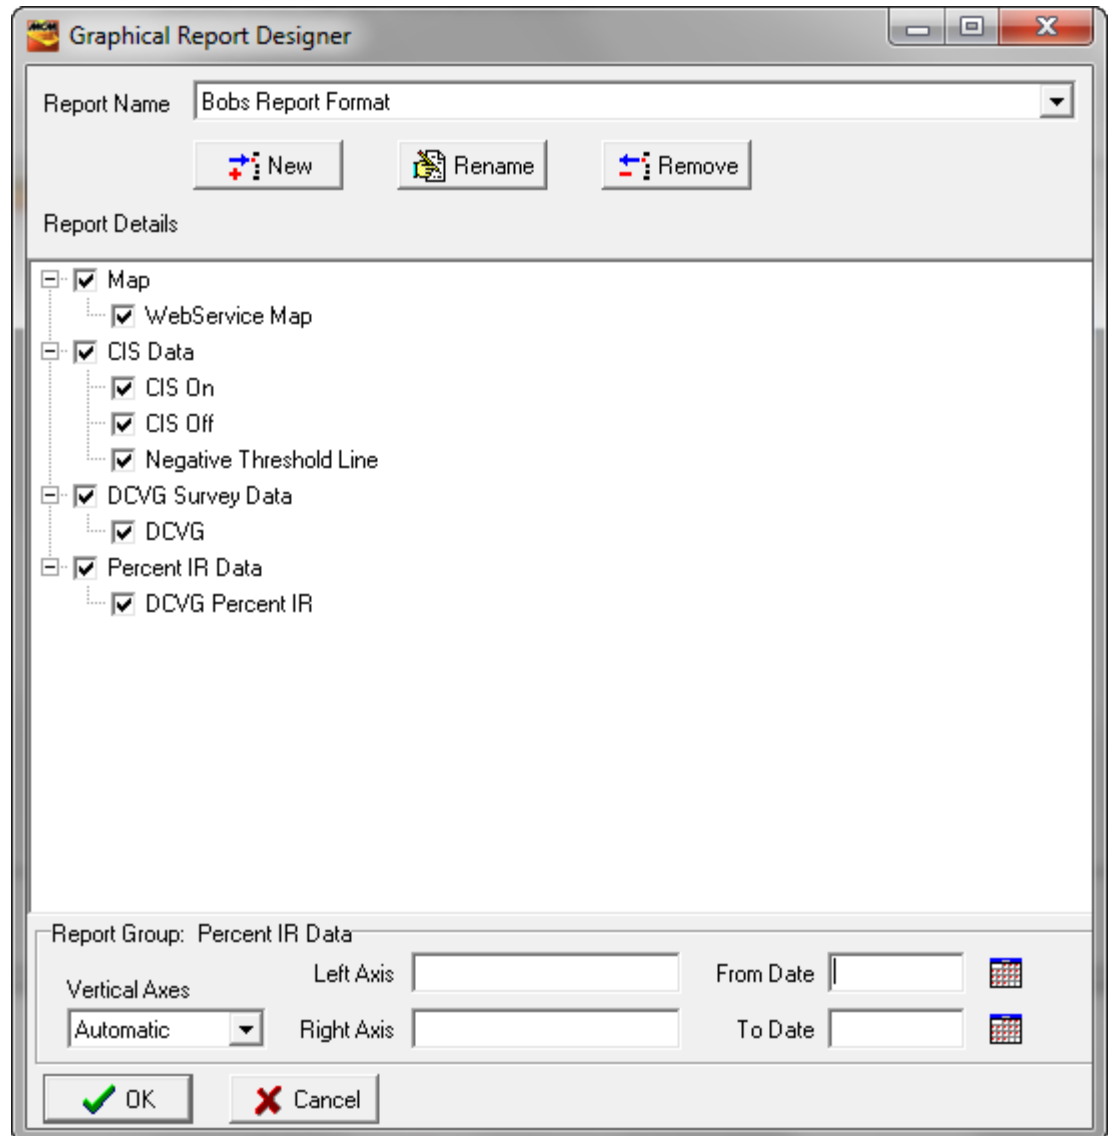 MCM Graphical Report Designer
Report Name Bobs Report Format
New Rename Remove
Report Details
Map
WebService Map
CIS Data
CIS On
CIS Off
Negative Threshold Line
DCVG Survey Data
DCVG
Percent IR Data
DCVG Percent IR
Report Group: Percent IR Data
Left Axis From Date
Vertical Axes
Automatic Right Axis To Date
OK Cancel